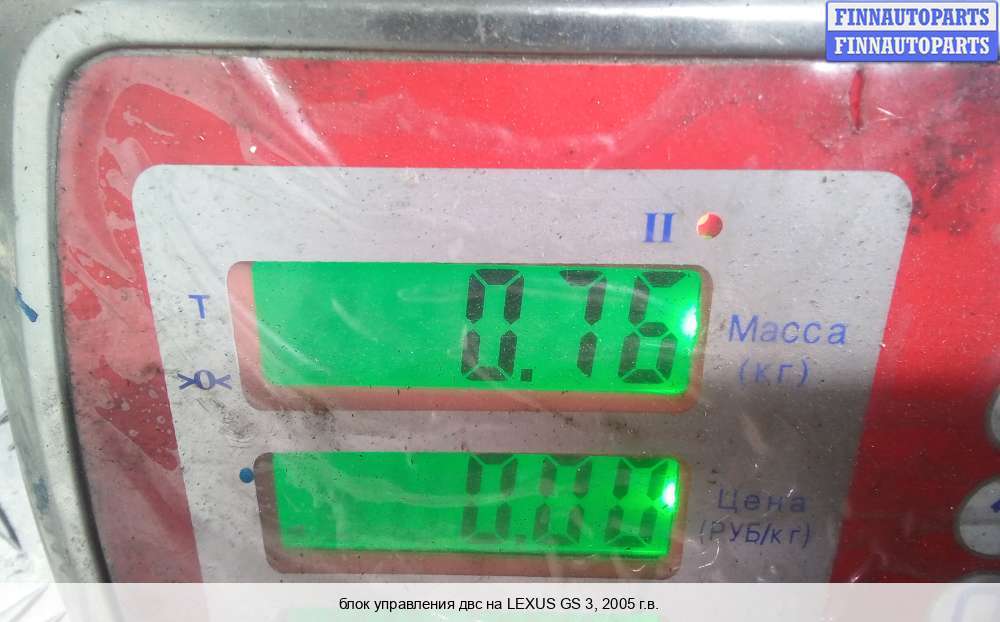 FINNAUTOPARTS
FINNAUTOPARTS
II
T
0.76
Масса
(кг)
>0<
0.00
Цена
(РУБ/кг)
блок управления двс на LEXUS GS 3, 2005 г.в.